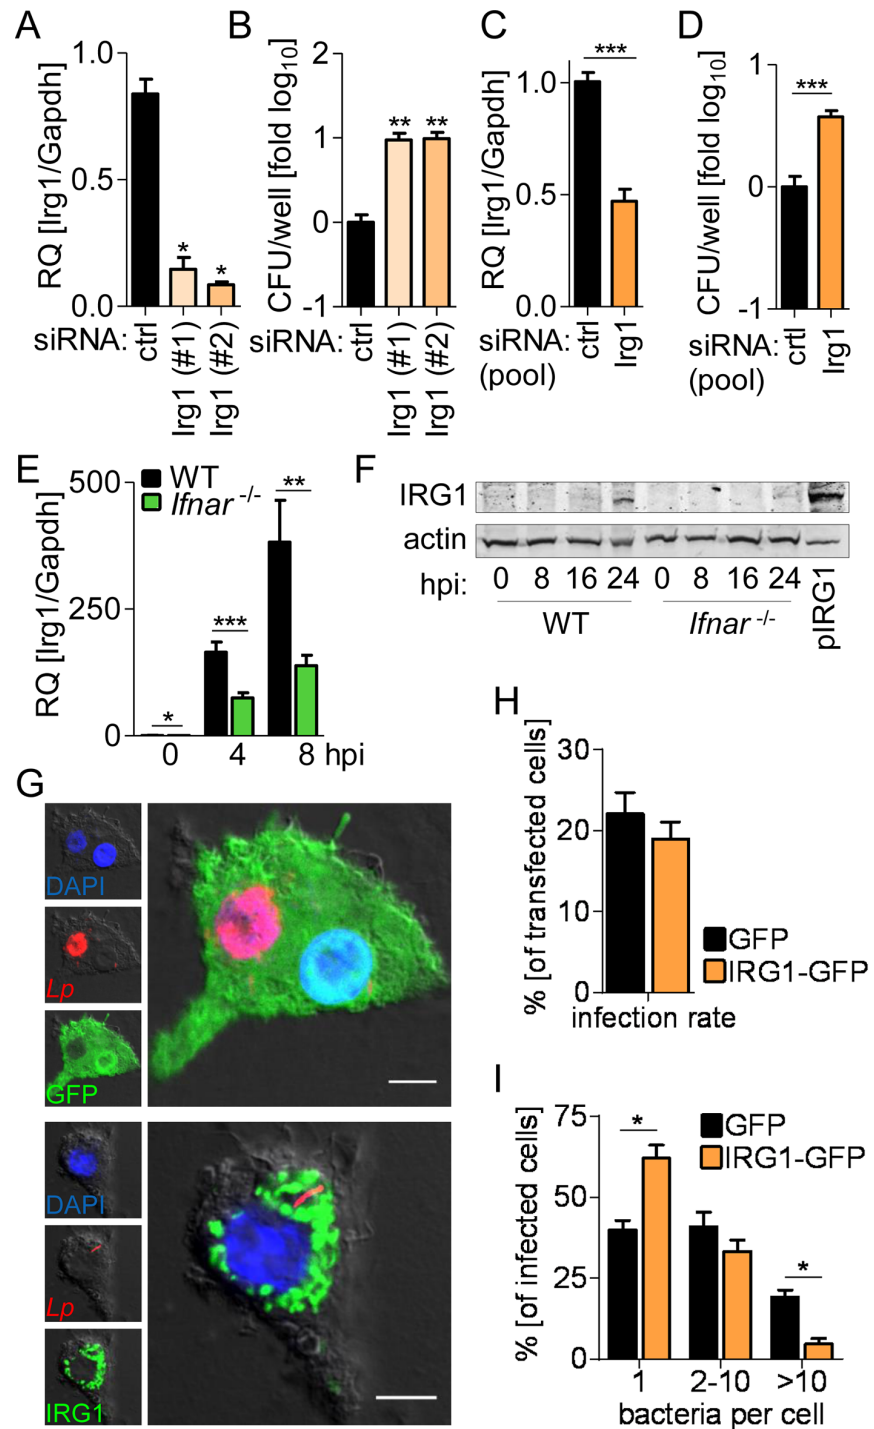 A
RQ [Irg1/Gapdh]
1.0
0.5
0.0
*
*
siRNA:
ctrl
Irg1 (#1)
Irg1 (#2)
B
CFU/well [fold log10]
2
1
0
-1
**
**
siRNA:
ctrl
Irg1 (#1)
Irg1 (#2)
C
RQ [Irg1/Gapdh]
1.0
0.5
0.0
***
siRNA:
(pool)
ctrl
Irg1
D
CFU/well [fold log10]
1
0
-1
***
siRNA:
(pool)
crtl
Irg1
E
RQ [Irg1/Gapdh]
500
250
0
WT
Ifnar -/-
*
***
**
0 4 8 hpi
F
IRG1
actin
hpi: 0 8 16 24 0 8 16 24
WT Ifnar -/-
pIRG1
G
DAPI
Lp
GFP
DAPI
Lp
IRG1
H
% [of transfected cells]
30
20
10
0
GFP
IRG1-GFP
infection rate
I
% [of infected cells]
75
50
25
0
*
*
GFP
IRG1-GFP
1 2-10 >10
bacteria per cell